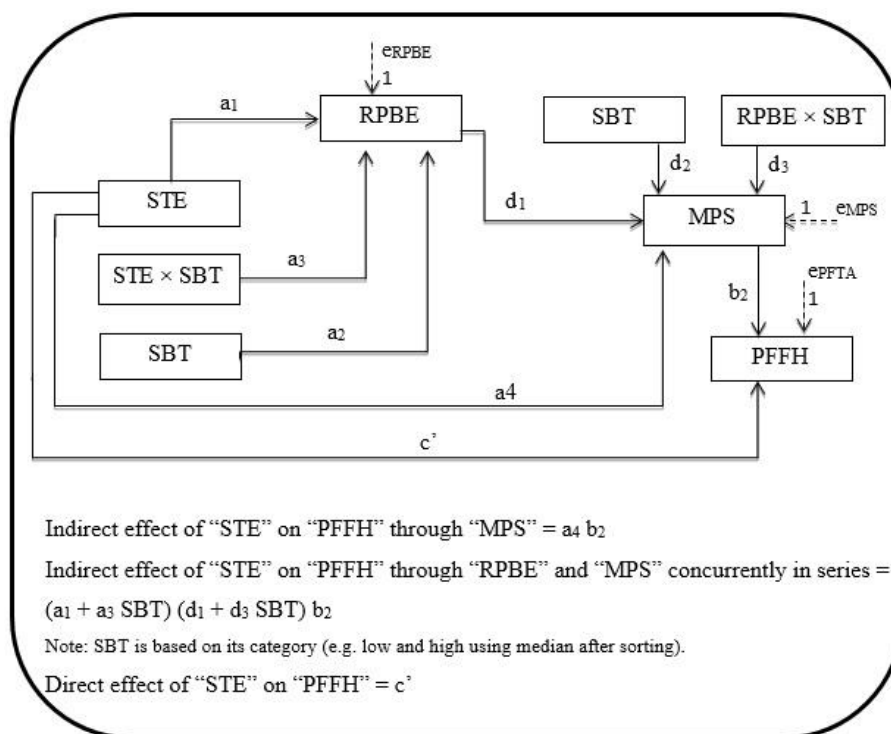 eRPBE
1
a1
RPBE
SBT
RPBE × SBT
d2
d3
STE
d1
MPS
1
eMPS
STE × SBT
a3
b2
ePFTA
1
SBT
a2
PFFH
a4
c’
Indirect effect of “STE” on “PFFH” through “MPS” = a4 b2
Indirect effect of “STE” on “PFFH” through “RPBE” and “MPS” concurrently in series =
(a1 + a3 SBT) (d1 + d3 SBT) b2
Note: SBT is based on its category (e.g. low and high using median after sorting).
Direct effect of “STE” on “PFFH” = c’